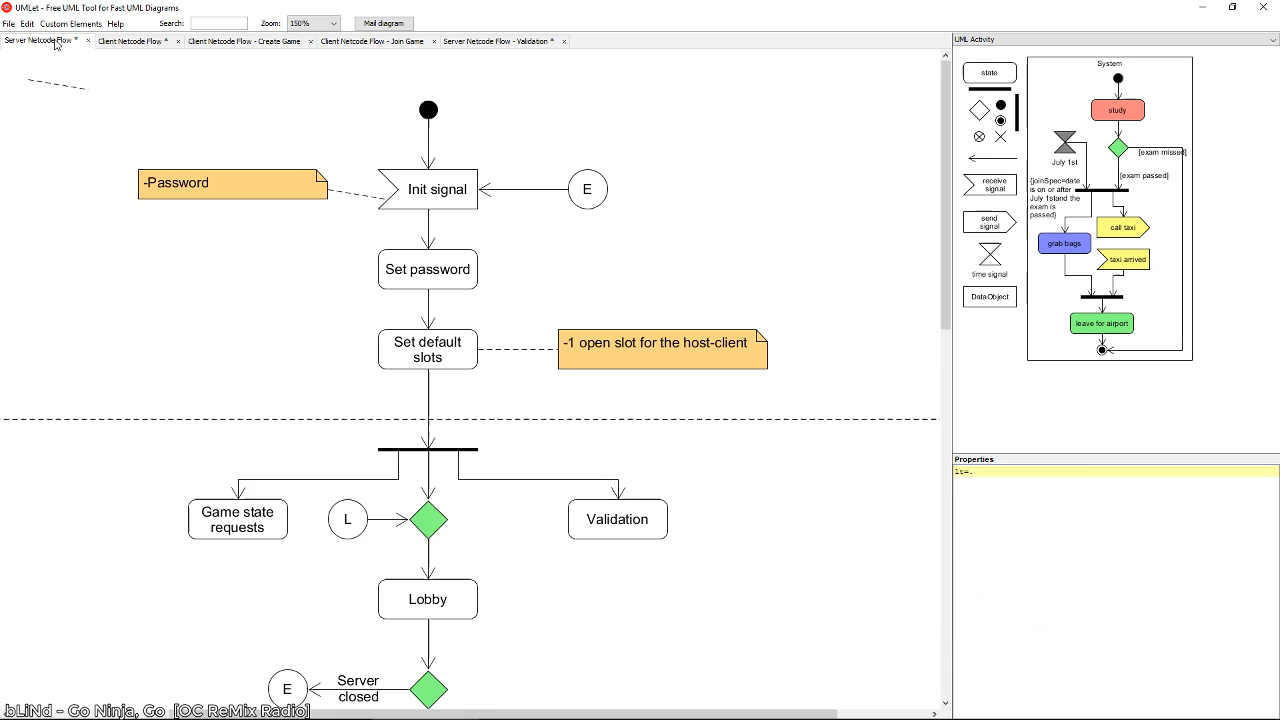 UMLet - Free UML Tool for Fast UML Diagrams
File Edit Custom Elements Help Search: Zoom: 150% Mail diagram
Server Netcode Flow * Client Netcode Flow * Client Netcode Flow - Create Game Client Netcode Flow - Join Game Server Netcode Flow - Validation *
UML Activity
-Password
Init signal
E
Set password
Set default
slots
-1 open slot for the host-client
Game state
requests
L
Validation
Lobby
E
Server
closed
state
receive
signal
send
signal
time signal
DataObject
System
study
July 1st
[exam missed]
[exam passed]
{joinSpec=date
is on or after
July 1stand the
exam is
passed}
call taxi
grab bags
taxi arrived
leave for airport
Properties
lt=.
.bLiNd - Go Ninja, Go [OC ReMix Radio]